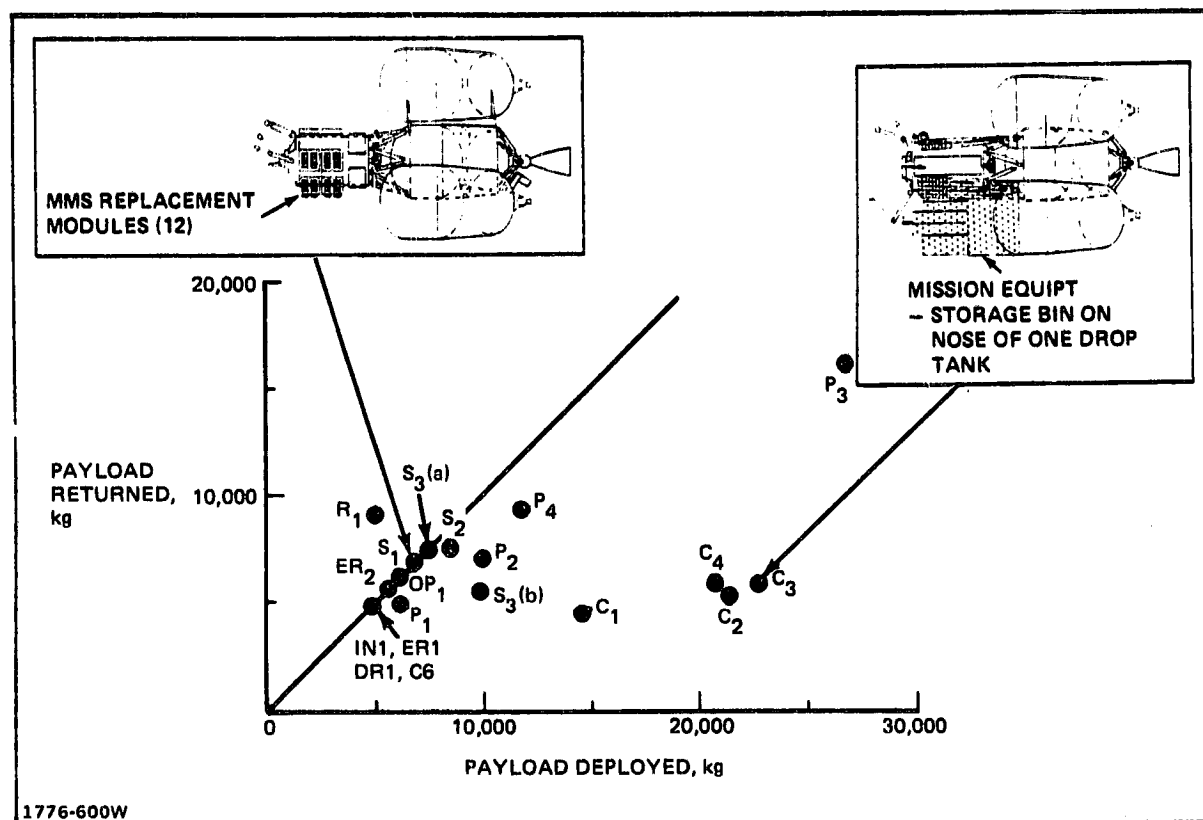 MMS REPLACEMENT
MODULES (12)
MISSION EQUIPT
– STORAGE BIN ON
NOSE OF ONE DROP
TANK
20,000
P3
PAYLOAD
RETURNED,
kg
10,000
S3(a)
R1
S2
P4
S1
P2
ER2
OP1
S3(b)
C4
C3
P1
C1
C2
IN1, ER1
DR1, C6
0
10,000
20,000
30,000
PAYLOAD DEPLOYED, kg
1776-600W